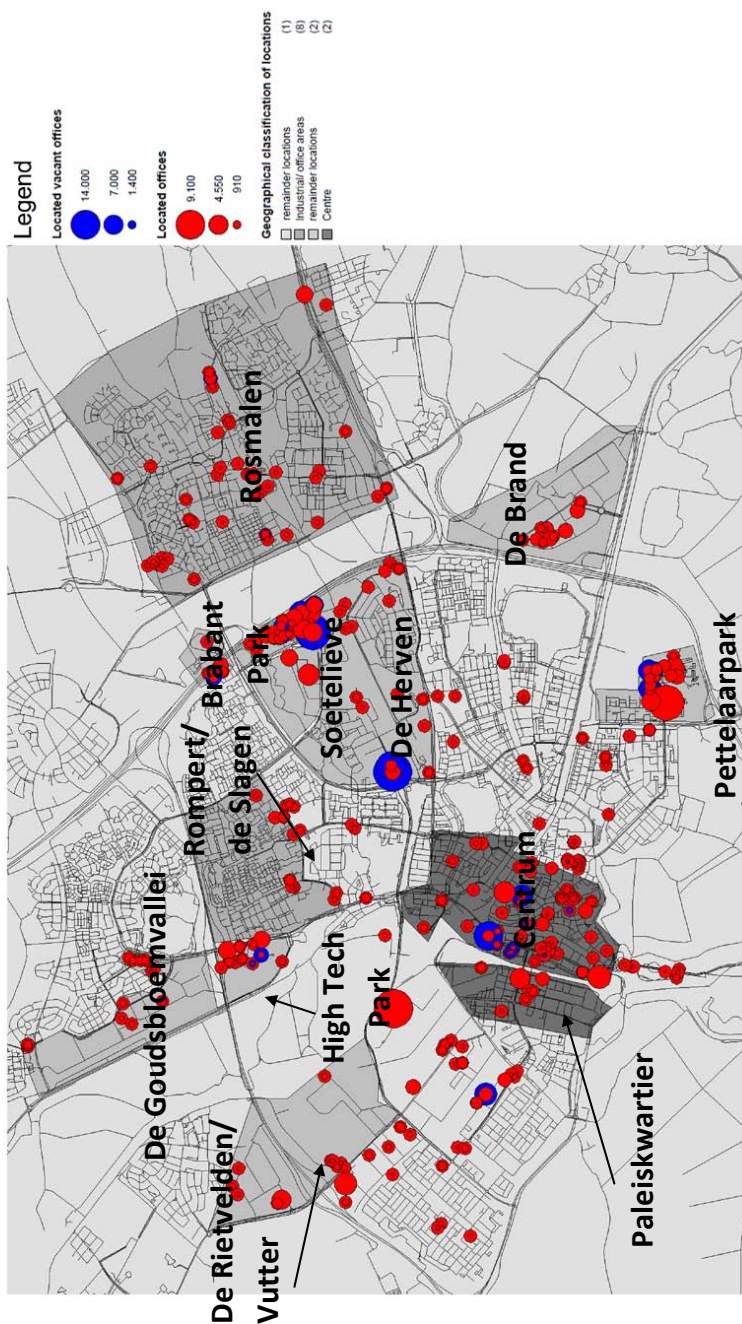 Legend
Located vacant offices
14.000
7.000
1.400
Located offices
9.100
4.550
910
Geographical classification of locations
remainder locations (1)
Industrial/ office areas (8)
remainder locations (2)
Centre (2)
De Rietvelden/
Vutter
De Goudsbloemvallei
High Tech
Park
Rompert/
de Slagen
Brabant
Park
Soetelieve
De Herven
Rosmalen
De Brand
Centrum
Paleiskwartier
Pettelaarpark